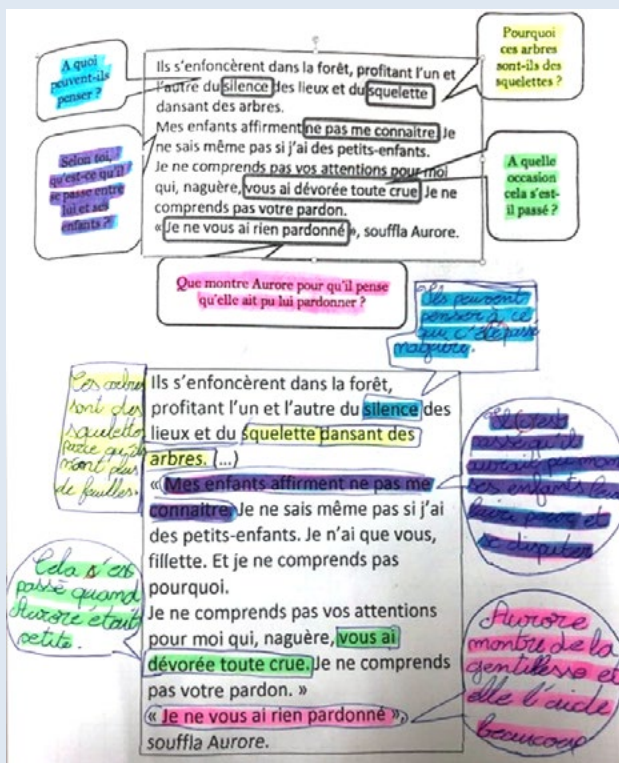 A quoi
peuvent-ils
penser ?
Pourquoi
ces arbres
sont-ils des
squelettes ?
Ils s'enfoncèrent dans la forêt, profitant l'un et
l'autre du silence des lieux et du squelette
dansant des arbres.
Mes enfants affirment ne pas me connaitre. Je
ne sais même pas si j'ai des petits-enfants.
Je ne comprends pas vos attentions pour moi
qui, naguère, vous ai dévorée toute crue. Je ne
comprends pas votre pardon.
« Je ne vous ai rien pardonné », souffla Aurore.
Selon toi,
qu'est-ce qu'il
se passe entre
lui et ses
enfants ?
A quelle
occasion
cela s'est-
il passé ?
Que montre Aurore pour qu'il pense
qu'elle ait pu lui pardonner ?
Ils peuvent
penser à ce
qui c'été passé
naguère.
Ces arbres
sont des
squelettes
parce qu'ils
n'ont plus
de feuilles.
Ils s'enfoncèrent dans la forêt,
profitant l'un et l'autre du silence des
lieux et du squelette dansant des
arbres. (...)
« Mes enfants affirment ne pas me
connaitre. Je ne sais même pas si j'ai
des petits-enfants. Je n'ai que vous,
fillette. Et je ne comprends pas
pourquoi.
Je ne comprends pas vos attentions
pour moi qui, naguère, vous ai
dévorée toute crue. Je ne comprends
pas votre pardon. »
« Je ne vous ai rien pardonné »,
souffla Aurore.
passé qu'il
ses enfants
et
se disputer
Cela s'est
passé quand
Aurore était
petite.
Aurore
montre de la
gentillesse et
elle l'aide
beaucoup